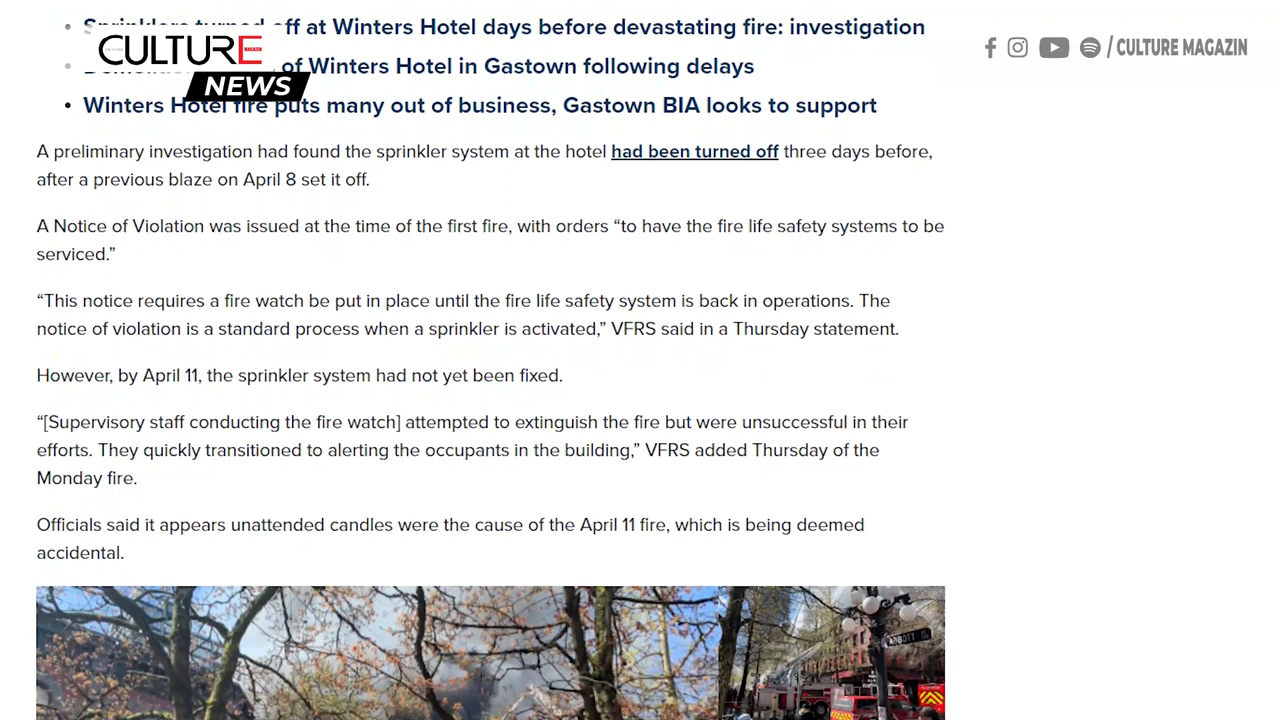 ff at Winters Hotel days before devastating fire: investigation
CULTURE
MAGAZIN
/ CULTURE MAGAZIN
of Winters Hotel in Gastown following delays
NEWS
Winters Hotel fire puts many out of business, Gastown BIA looks to support
A preliminary investigation had found the sprinkler system at the hotel had been turned off three days before,
after a previous blaze on April 8 set it off.
A Notice of Violation was issued at the time of the first fire, with orders “to have the fire life safety systems to be
serviced.”
“This notice requires a fire watch be put in place until the fire life safety system is back in operations. The
notice of violation is a standard process when a sprinkler is activated,” VFRS said in a Thursday statement.
However, by April 11, the sprinkler system had not yet been fixed.
“[Supervisory staff conducting the fire watch] attempted to extinguish the fire but were unsuccessful in their
efforts. They quickly transitioned to alerting the occupants in the building,” VFRS added Thursday of the
Monday fire.
Officials said it appears unattended candles were the cause of the April 11 fire, which is being deemed
accidental.
ABBOTT